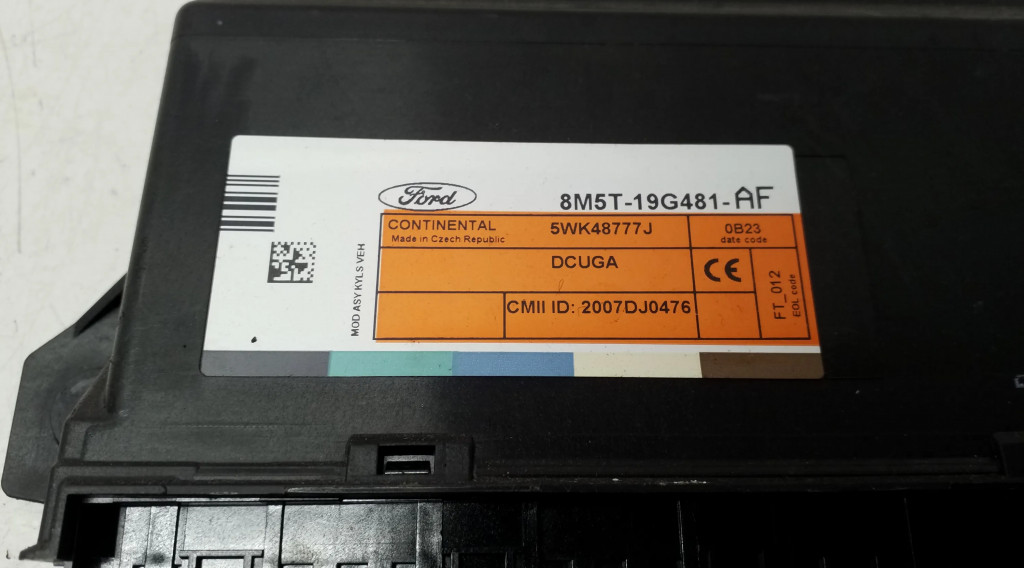 Ford
8M5T-19G481-AF
CONTINENTAL 5WK48777J 0B23
Made in Czech Republic date code
DCUGA
CE
CMII ID: 2007DJ0476
FT_012
EOL code
MOD ASY KYLS VEH